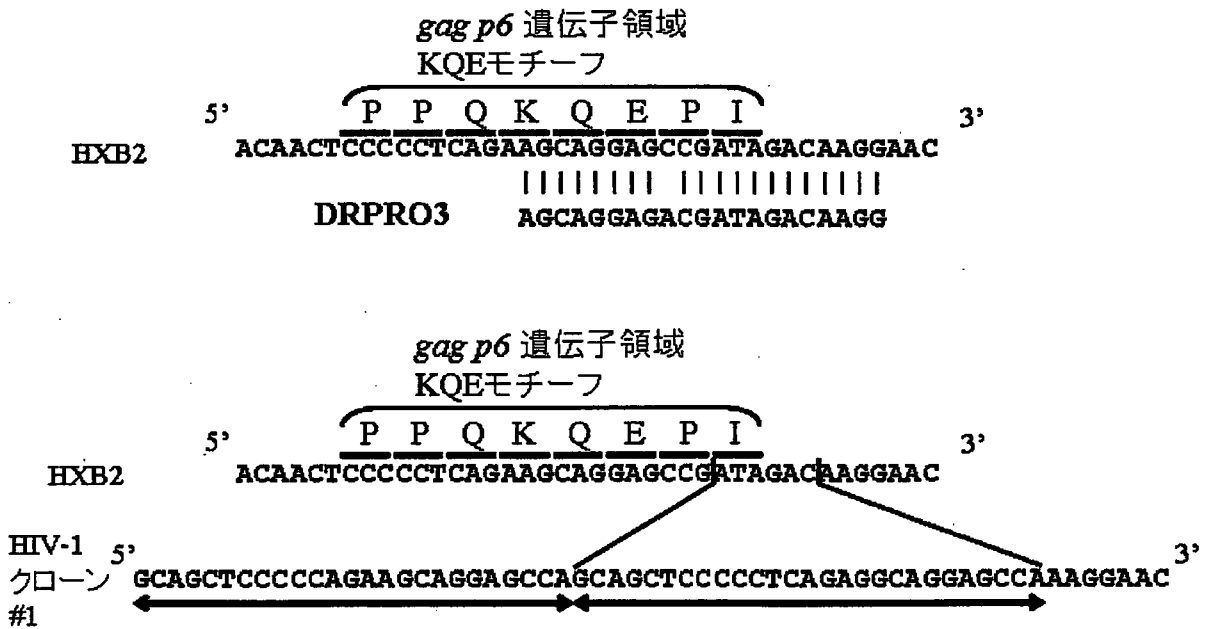 gag p6 遺伝子領域
KQEモチーフ
5’ P P Q K Q E P I 3’
HXB2 ACAACTCCCCCTCAGAAGCAGGAGCCGATAGACAAGGAAC
DRPRO3 AGCAGGAGACGATAGACAAGG
gag p6 遺伝子領域
KQEモチーフ
5’ P P Q K Q E P I 3’
HXB2 ACAACTCCCCCTCAGAAGCAGGAGCCGATAGACAAGGAAC
HIV-1 5’ 3’
クローン GCAGCTCCCCCAGAAGCAGGAGCCAGCAGCTCCCCCTCAGAGGCAGGAGCCAAAGGAAC
#1